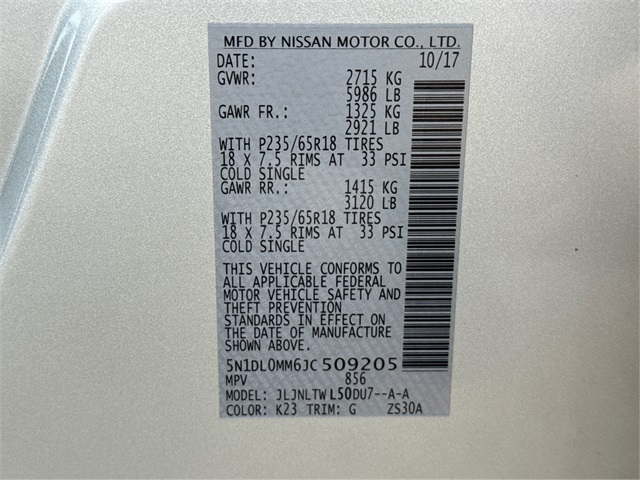 MFD BY NISSAN MOTOR CO., LTD.
DATE: 10/17
GVWR: 2715 KG
5986 LB
GAWR FR.: 1325 KG
2921 LB
WITH P235/65R18 TIRES
18 X 7.5 RIMS AT 33 PSI
COLD SINGLE
GAWR RR.: 1415 KG
3120 LB
WITH P235/65R18 TIRES
18 X 7.5 RIMS AT 33 PSI
COLD SINGLE
THIS VEHICLE CONFORMS TO
ALL APPLICABLE FEDERAL
MOTOR VEHICLE SAFETY AND
THEFT PREVENTION
STANDARDS IN EFFECT ON
THE DATE OF MANUFACTURE
SHOWN ABOVE.
5N1DL0MM6JC509205
MPV 856
MODEL: JLJNLTWL50DU7--A-A
COLOR: K23 TRIM: G ZS30A